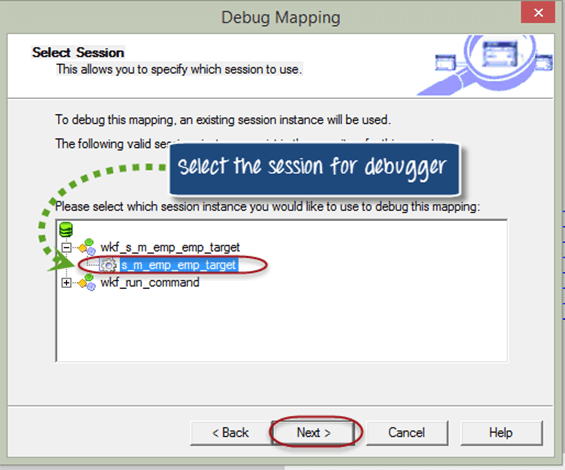 Debug Mapping
Select Session
This allows you to specify which session to use.
To debug this mapping, an existing session instance will be used.
The following valid ses
select the session for debugger
Please select which session instance you would like to use to debug this mapping:
wkf_s_m_emp_emp_target
s_m_emp_emp_target
wkf_run_command
< Back
Next >
Cancel
Help